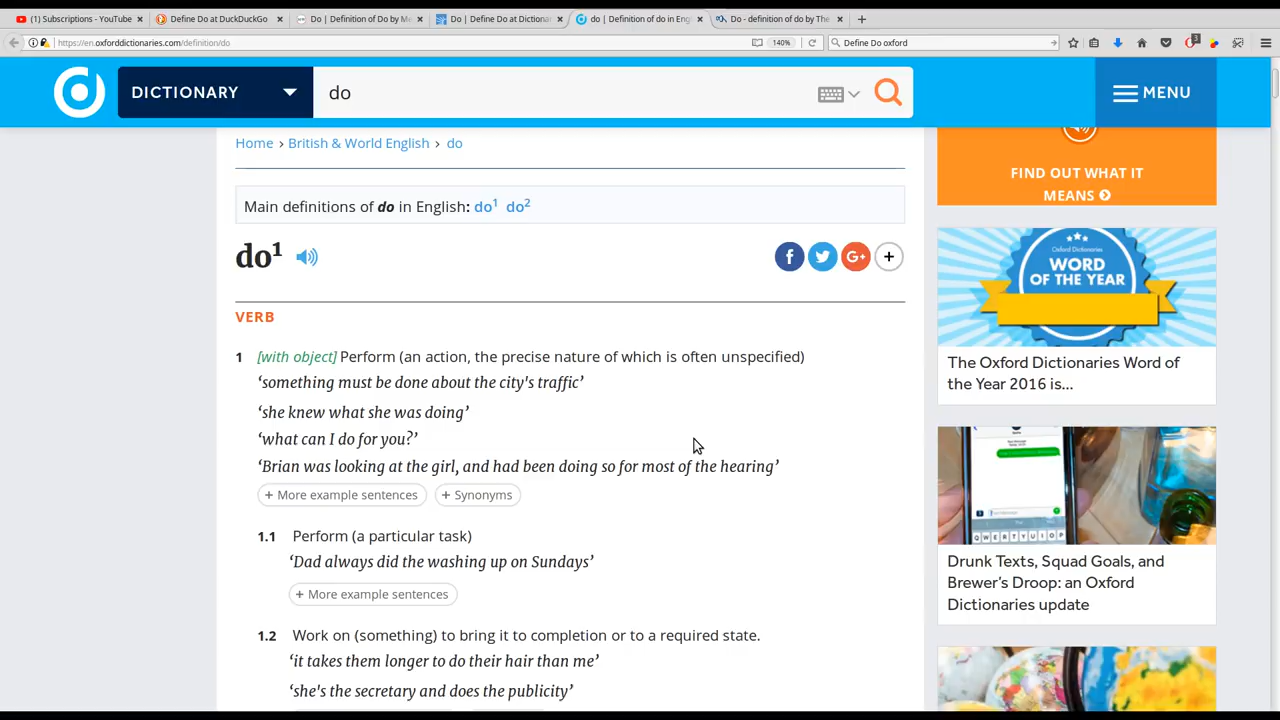 (1) Subscriptions - YouTube
Define Do at DuckDuckGo
Do | Definition of Do by Me
Do | Define Do at Dictionar
do | Definition of do in Eng
Do - definition of do by The
https://en.oxforddictionaries.com/definition/do
140%
Define Do oxford
3
DICTIONARY
do
MENU
Home › British & World English › do
Main definitions of do in English: do1 do2
do1
VERB
1 [with object] Perform (an action, the precise nature of which is often unspecified)
‘something must be done about the city's traffic’
‘she knew what she was doing’
‘what can I do for you?’
‘Brian was looking at the girl, and had been doing so for most of the hearing’
+ More example sentences + Synonyms
1.1 Perform (a particular task)
‘Dad always did the washing up on Sundays’
+ More example sentences
1.2 Work on (something) to bring it to completion or to a required state.
‘it takes them longer to do their hair than me’
‘she's the secretary and does the publicity’
FIND OUT WHAT IT
MEANS
Oxford Dictionaries
WORD
OF THE YEAR
The Oxford Dictionaries Word of
the Year 2016 is...
QWERTYUIOP
Drunk Texts, Squad Goals, and
Brewer's Droop: an Oxford
Dictionaries update